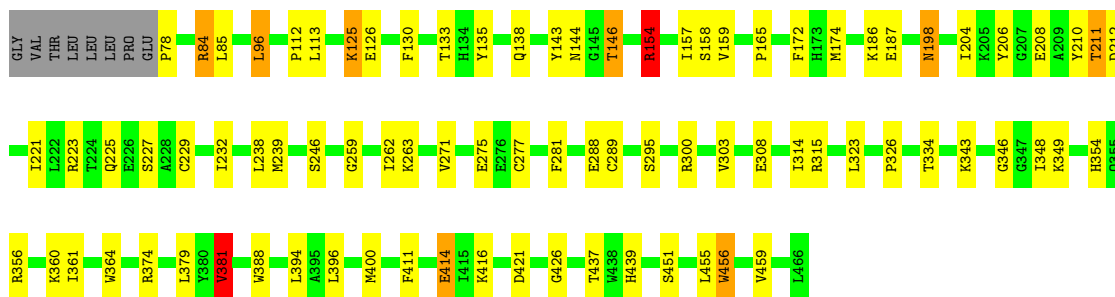 GLY VAL THR LEU LEU LEU PRO GLU P78 R84 L85 L96 P112 L113 K125 E126 F130 T133 H134 Y135 Q138 Y143 N144 G145 T146 R154 I157 S158 V159 P165 F172 H173 M174 K186 E187 N198 I204 K205 Y206 G207 E208 A209 Y210 T211
I221 L222 R223 T224 Q225 E226 S227 A228 C229 I232 L238 M239 S246 G259 I262 K263 V271 E275 E276 C277 F281 E288 C289 S295 R300 V303 E308 I314 R315 L323 P326 T334 K343 G346 G347 I348 K349 H354
R356 K360 I361 W364 R374 L379 Y380 V381 W388 L394 A395 L396 M400 F411 E414 I415 K416 D421 G426 T437 W438 H439 S451 L455 W456 V459 L466